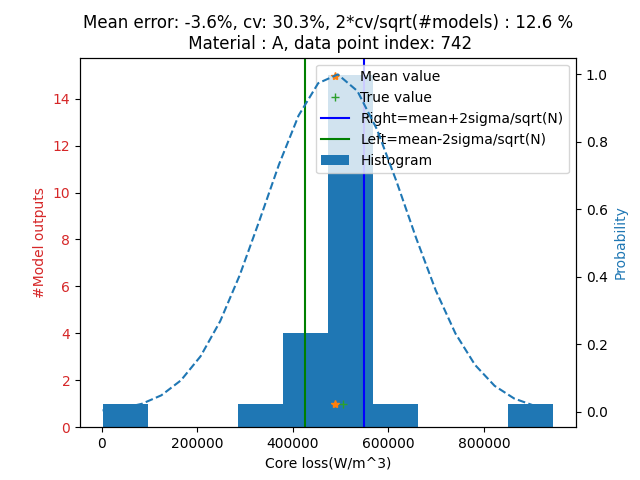 Mean error: -3.6%, cv: 30.3%, 2*cv/sqrt(#models) : 12.6 %
Material : A, data point index: 742
Mean value
True value
Right=mean+2sigma/sqrt(N)
Left=mean-2sigma/sqrt(N)
Histogram
#Model outputs
14
12
10
8
6
4
2
0
Probability
1.0
0.8
0.6
0.4
0.2
0.0
0 200000 400000 600000 800000
Core loss(W/m^3)